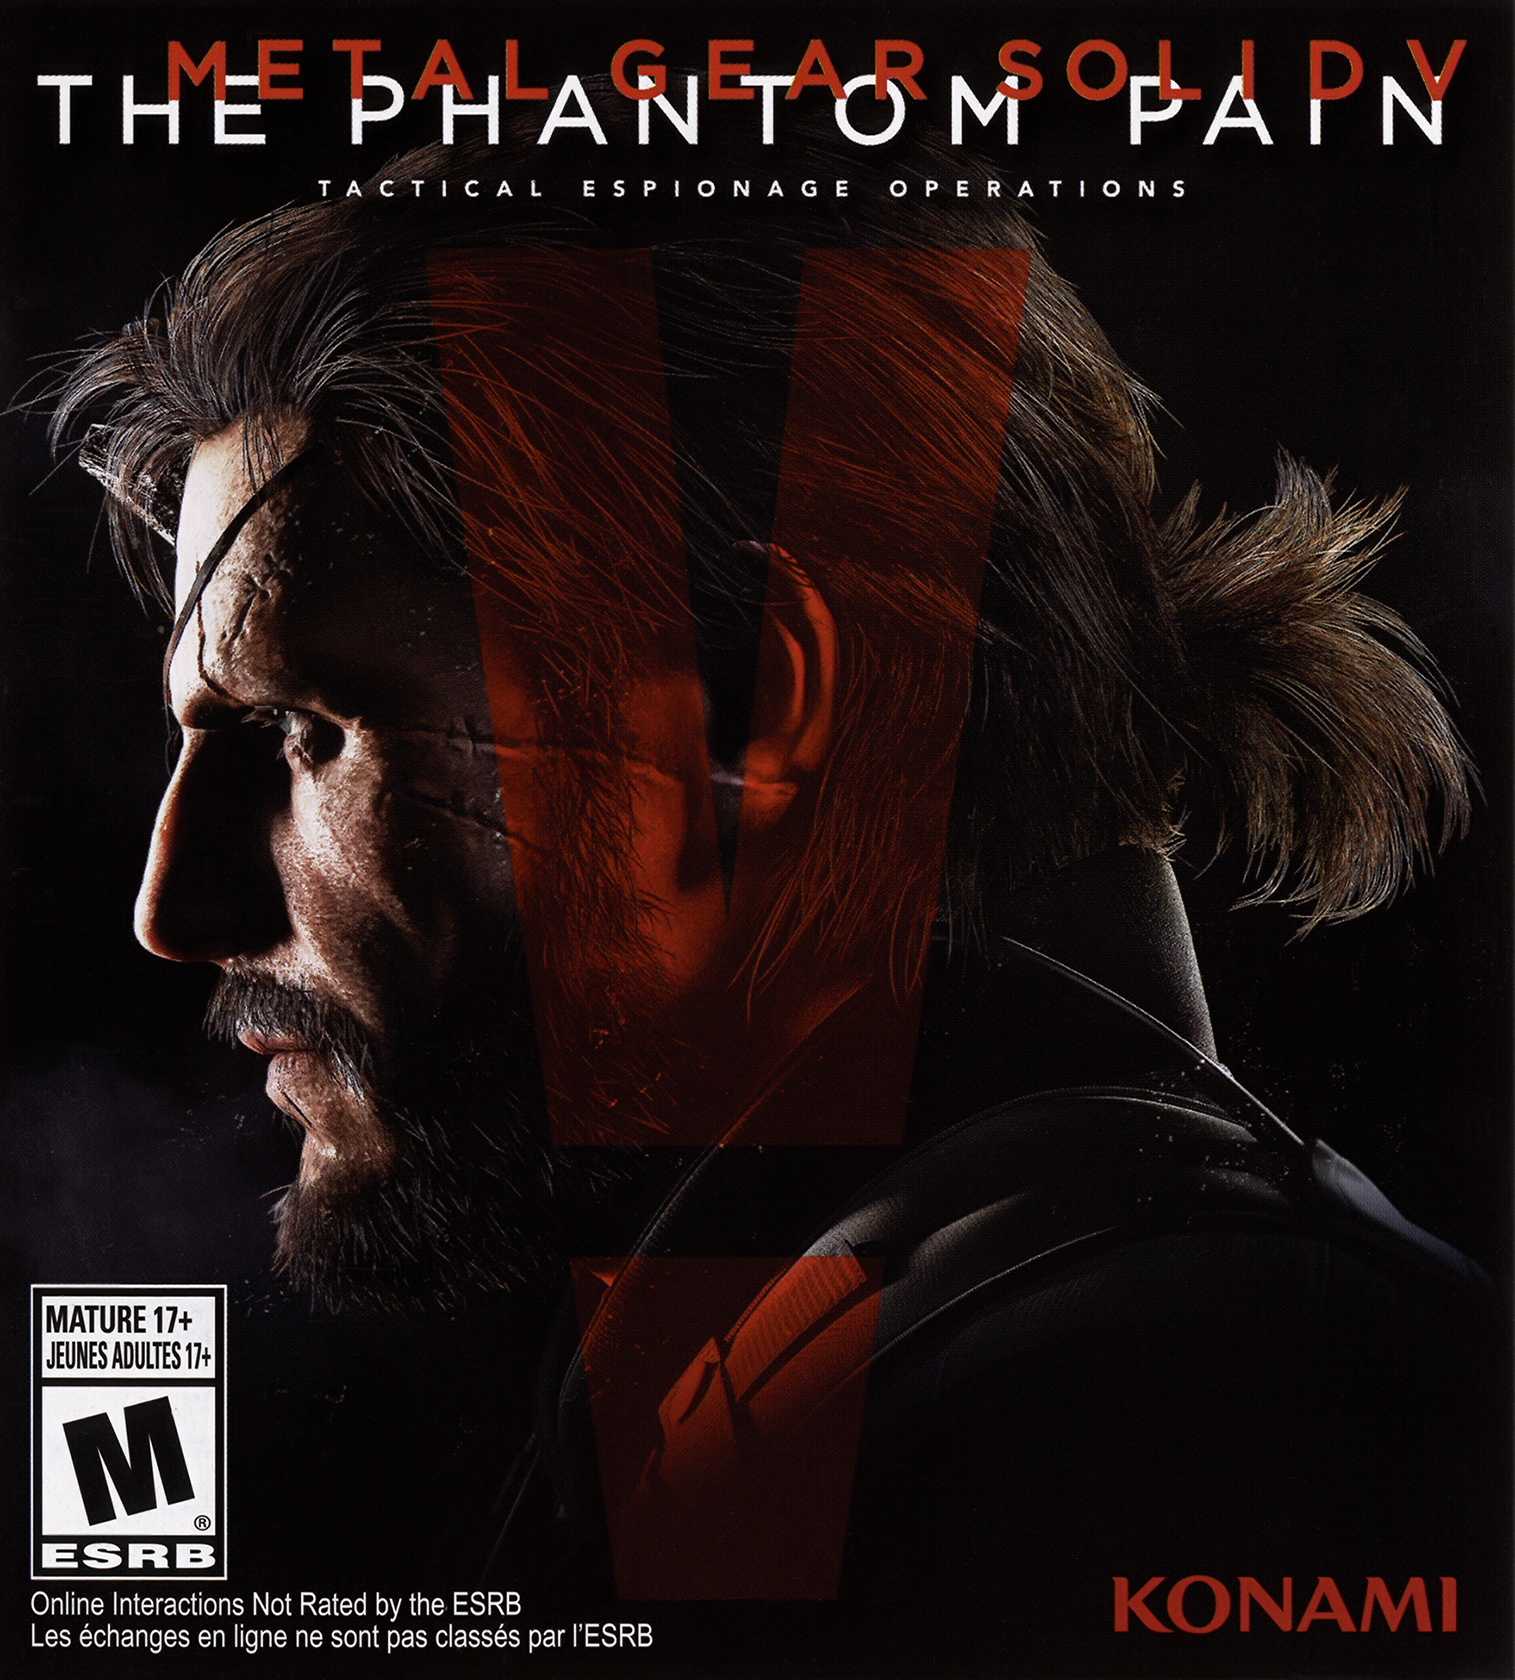 METAL GEAR SOLID V
THE PHANTOM PAIN
TACTICAL ESPIONAGE OPERATIONS
MATURE 17+
JEUNES ADULTES 17+
M
®
ESRB
Online Interactions Not Rated by the ESRB
Les échanges en ligne ne sont pas classés par l'ESRB
KONAMI